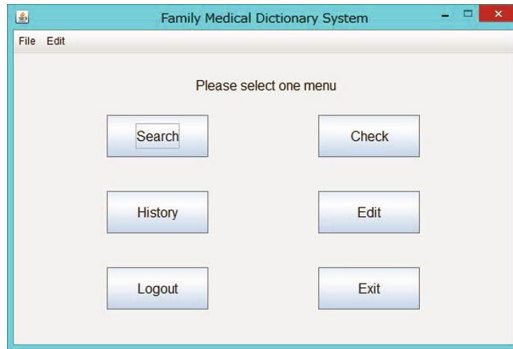 Family Medical Dictionary System
File Edit
Please select one menu
Search Check
History Edit
Logout Exit